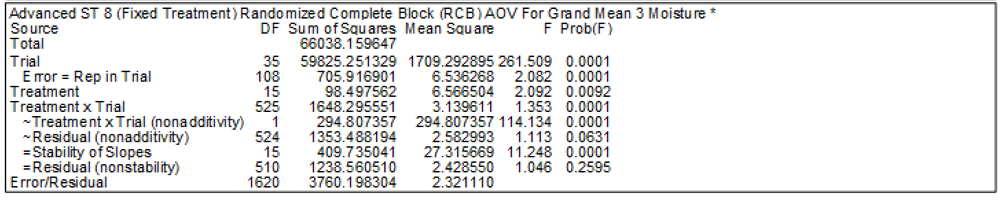 Advanced ST 8 (Fixed Treatment) Randomized Complete Block (RCB) AOV For Grand Mean 3 Moisture *
Source DF Sum of Squares Mean Square F Prob(F)
Total 66038.159647
Trial 35 59825.251329 1709.292895 261.509 0.0001
Error = Rep in Trial 108 705.916901 6.536268 2.082 0.0001
Treatment 15 98.497562 6.566504 2.092 0.0092
Treatment x Trial 525 1648.295551 3.139611 1.353 0.0001
~Treatment x Trial (nonadditivity) 1 294.807357 294.807357 114.134 0.0001
~Residual (nonadditivity) 524 1353.488194 2.582993 1.113 0.0631
=Stability of Slopes 15 409.735041 27.315669 11.248 0.0001
=Residual (nonstability) 510 1238.560510 2.428550 1.046 0.2595
Error/Residual 1620 3760.198304 2.321110